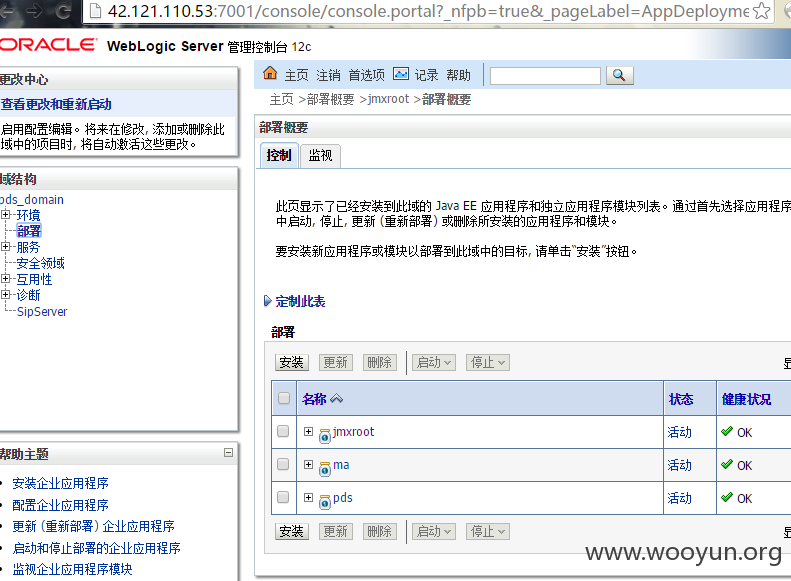 42.121.110.53:7001/console/console.portal?_nfpb=true&_pageLabel=AppDeployme
ORACLE WebLogic Server 管理控制台 12c
更改中心
查看更改和重新启动
启用配置编辑。将来在修改, 添加或删除此
域中的项目时, 将自动激活这些更改。
域结构
pds_domain
环境
部署
服务
安全领域
互用性
诊断
SipServer
帮助主题
安装企业应用程序
配置企业应用程序
更新 (重新部署) 企业应用程序
启动和停止部署的企业应用程序
监视企业应用程序模块
主页 注销 首选项 记录 帮助
主页 >部署概要 >jmxroot >部署概要
部署概要
控制 监视
此页显示了已经安装到此域的 Java EE 应用程序和独立应用程序模块列表。通过首先选择应用程序
中启动, 停止, 更新 (重新部署) 或删除所安装的应用程序和模块。
要安装新应用程序或模块以部署到此域中的目标, 请单击"安装"按钮。
定制此表
部署
安装 更新 删除 启动 停止
名称 状态 健康状况
jmxroot 活动 OK
ma 活动 OK
pds 活动 OK
安装 更新 删除 启动 停止
www.wooyun.org